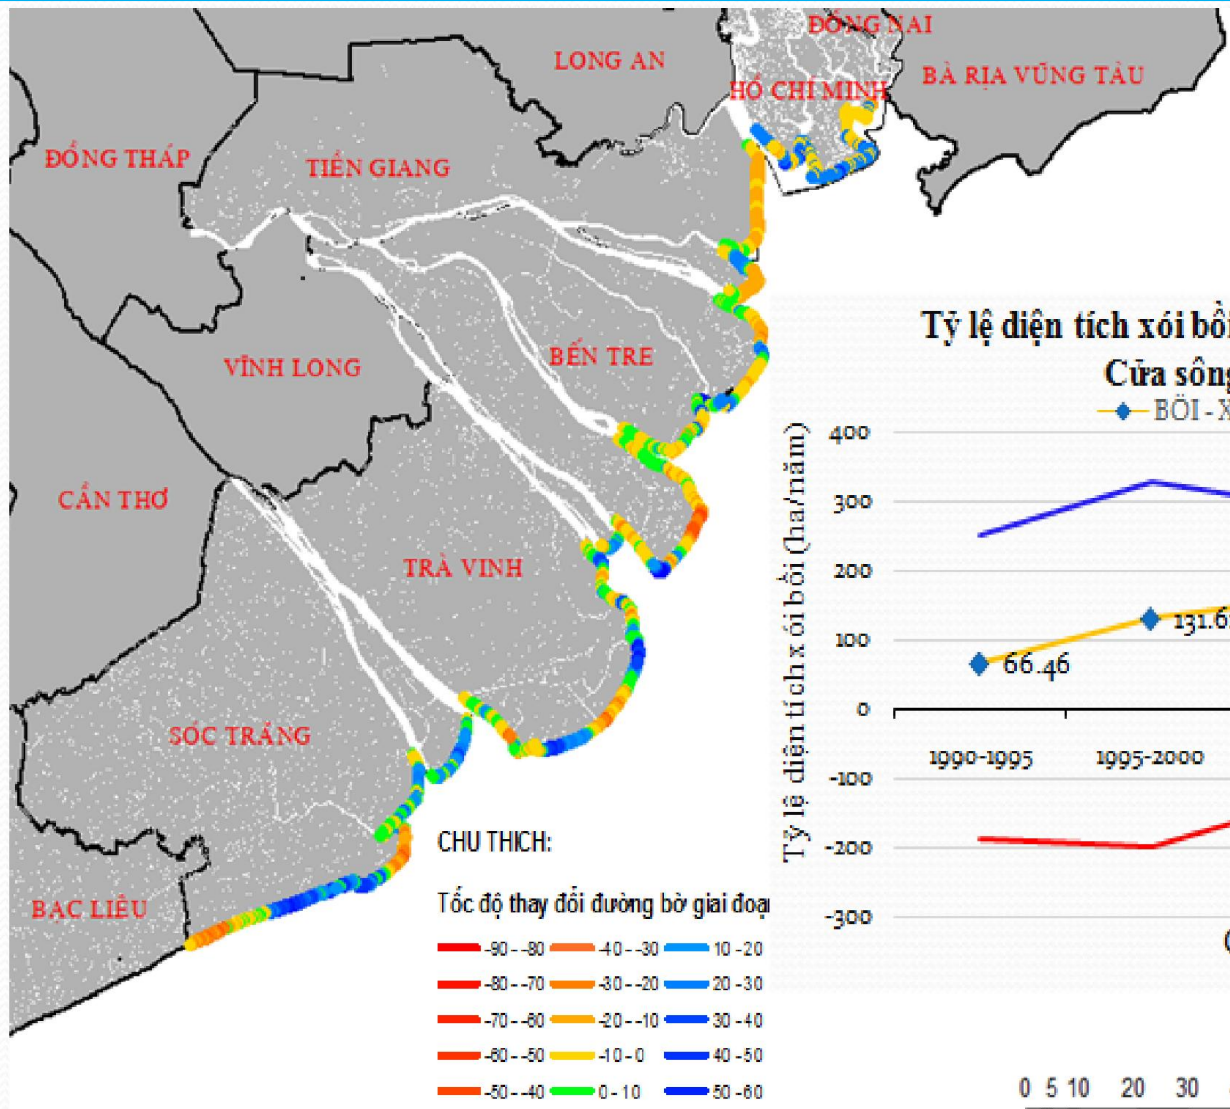 ĐỒNG NAI
LONG AN
BÀ RỊA VŨNG TÀU
HỒ CHÍ MINH
ĐỒNG THÁP
TIỀN GIANG
VĨNH LONG
BẾN TRE
CẦN THƠ
TRÀ VINH
SÓC TRĂNG
BẠC LIÊU
Tỷ lệ diện tích xói bồi
Cửa sông
BỒI - X
Tỷ lệ diện tích xói bồi (ha/năm)
400
300
200
100
0
-100
-200
-300
131.6
66.46
1990-1995
1995-2000
CHU THICH:
Tốc độ thay đổi đường bờ giai đoạn
-90 - -80
-40 - -30
10 - 20
-80 - -70
-30 - -20
20 - 30
-70 - -60
-20 - -10
30 - 40
-60 - -50
-10 - 0
40 - 50
-50 - -40
0 - 10
50 - 60
0 5 10 20 30